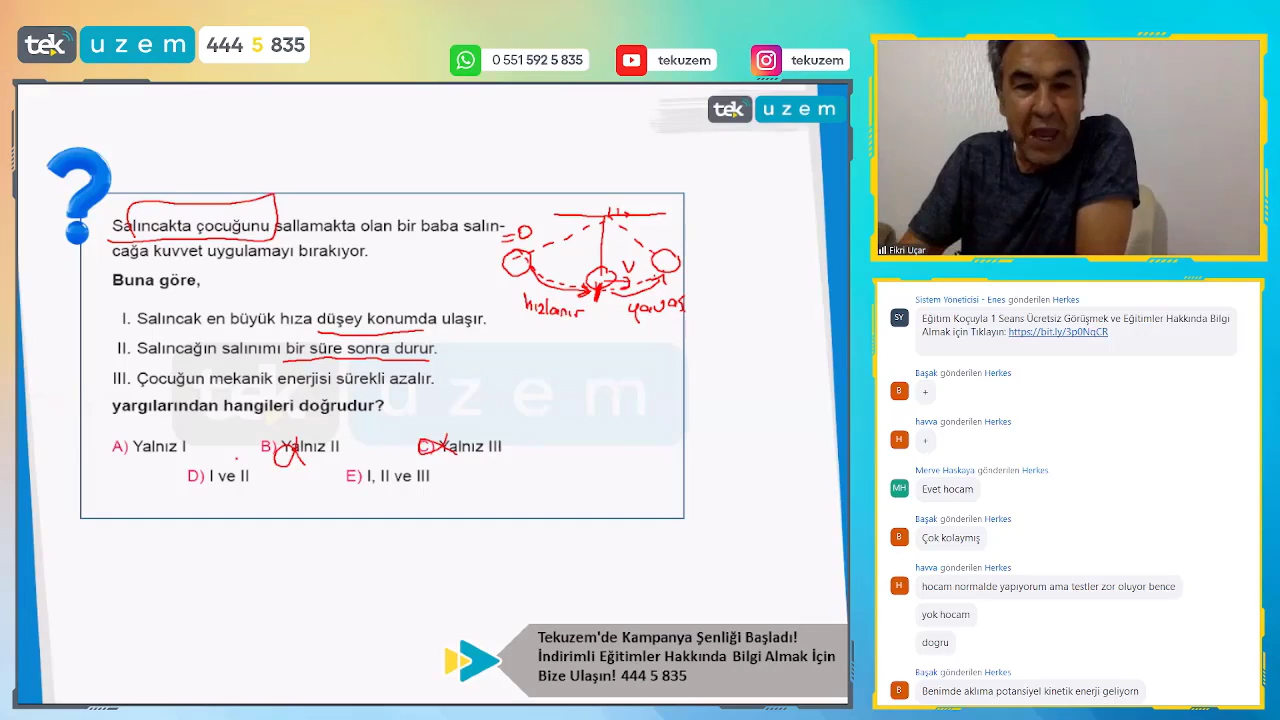 tek uzem 444 5 835
0 551 592 5 835 tekuzem tekuzem
tek uzem
Salıncakta çocuğunu sallamakta olan bir baba salın-
cağa kuvvet uygulamayı bırakıyor.
Buna göre,
I. Salıncak en büyük hıza düşey konumda ulaşır.
II. Salıncağın salınımı bir süre sonra durur.
III. Çocuğun mekanik enerjisi sürekli azalır.
yargılarından hangileri doğrudur?
A) Yalnız I B) Yalnız II C) Yalnız III
D) I ve II E) I, II ve III
=0
V
hızlanır yavaş
uzem
Tekuzem'de Kampanya Şenliği Başladı!
İndirimli Eğitimler Hakkında Bilgi Almak İçin
Bize Ulaşın! 444 5 835
Fikri Uçar
Sistem Yoneticisi - Enes gönderilen Herkes
SY
Eğitim Koçuyla 1 Seans Ücretsiz Görüşmek ve Eğitimler Hakkında Bilgi
Almak için Tıklayın: https://bit.ly/3p0NqCR
Başak gönderilen Herkes
B +
havva gönderilen Herkes
H +
Merve Haskaya gönderilen Herkes
MH Evet hocam
Başak gönderilen Herkes
B Çok kolaymış
havva gönderilen Herkes
H hocam normalde yapıyorum ama testler zor oluyor bence
yok hocam
dogru
Başak gönderilen Herkes
B Benimde aklıma potansiyel kinetik enerji geliyorn